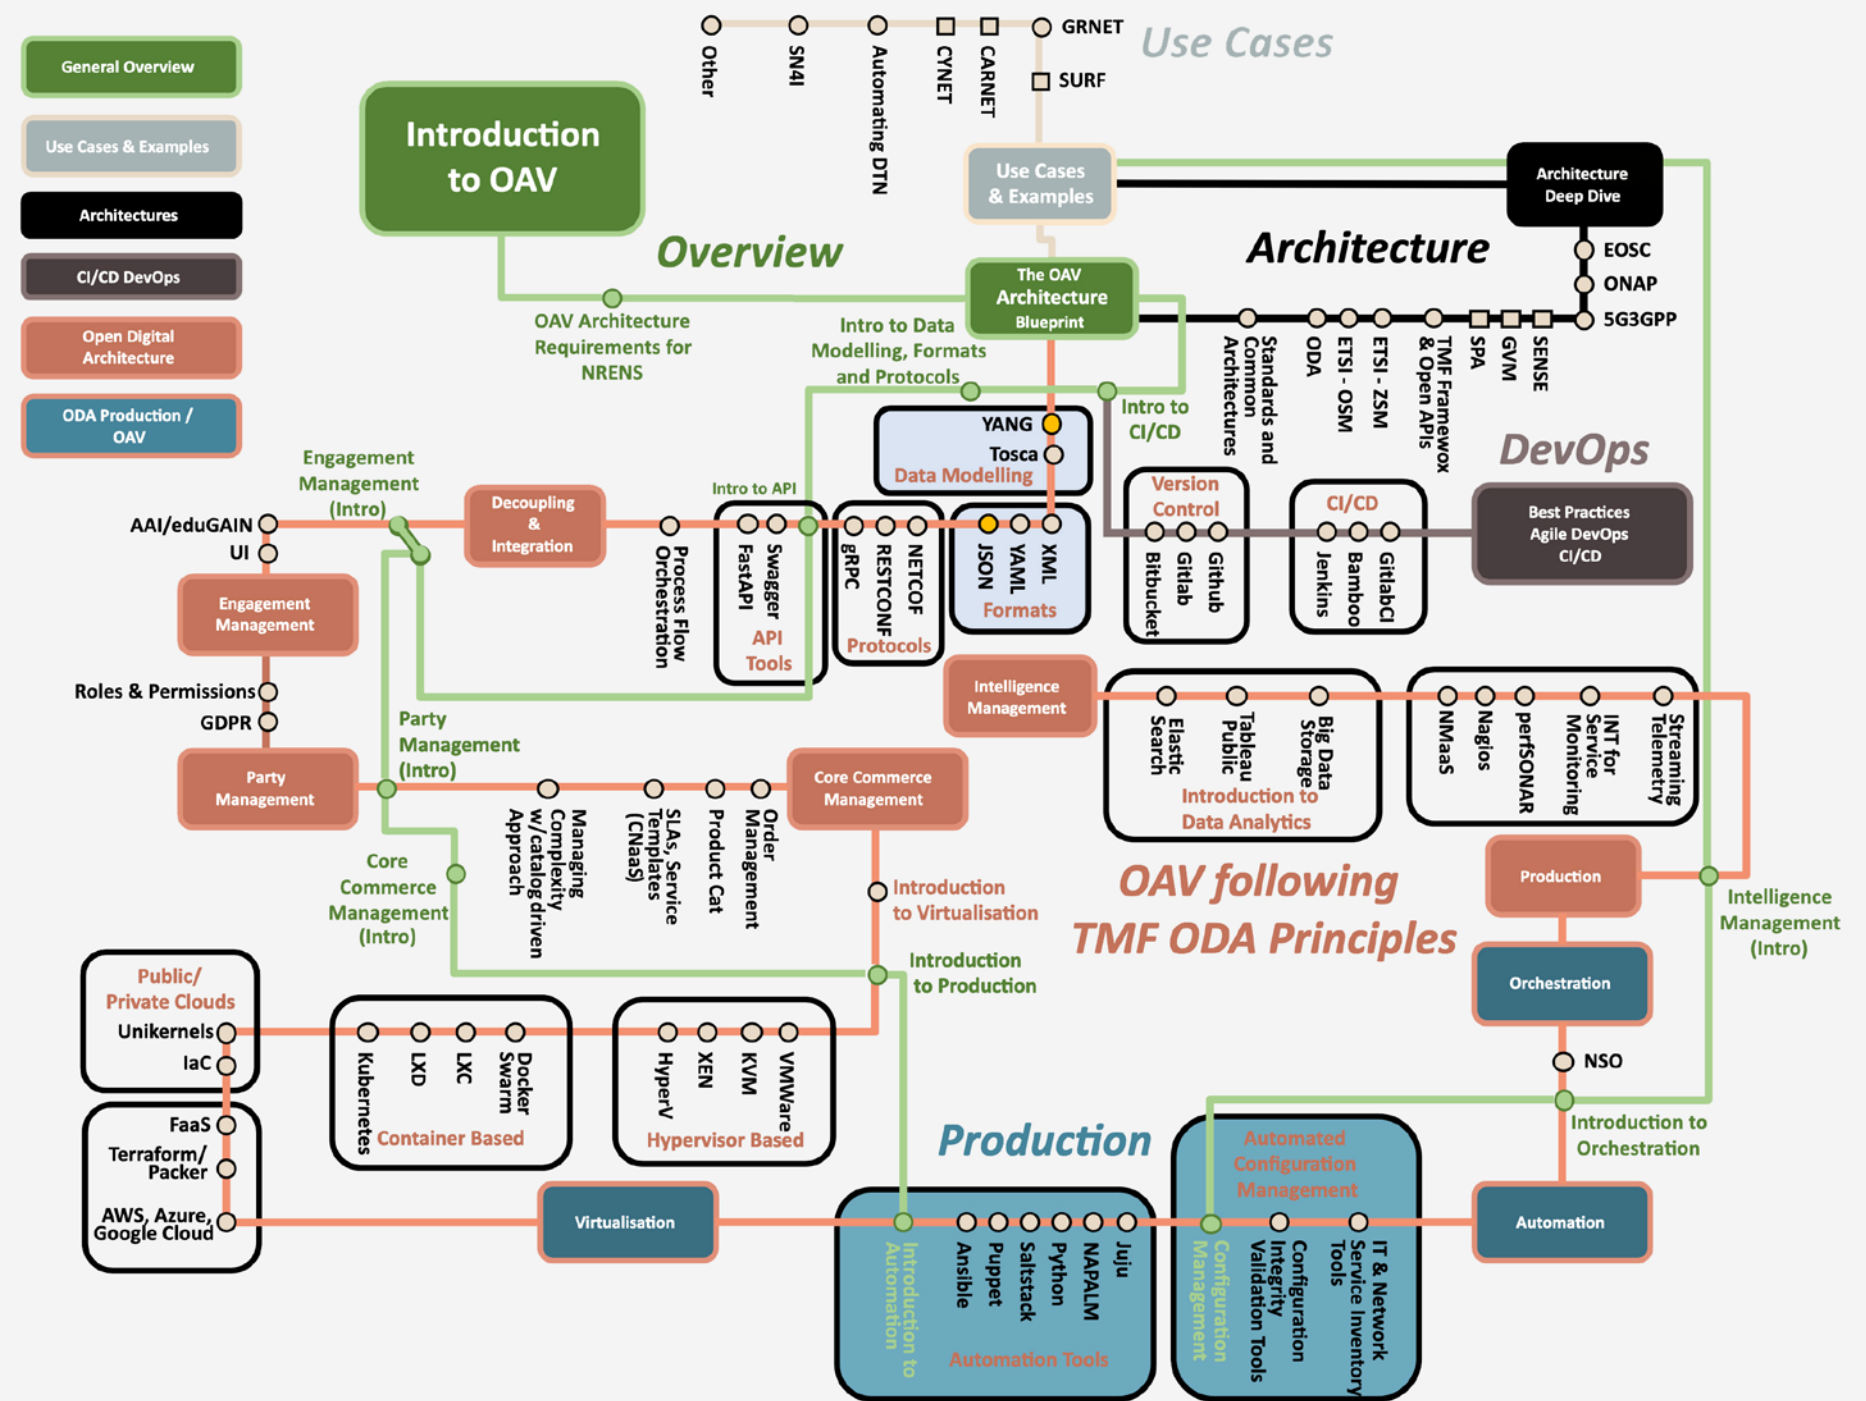 General Overview
Use Cases & Examples
Architectures
CI/CD DevOps
Open Digital
Architecture
ODA Production /
OAV
Introduction
to OAV
Other
SN4I
Automating DTN
CYNET
CARNET
GRNET
SURF
Use Cases
Use Cases
& Examples
Architecture
Deep Dive
Overview
Architecture
EOSC
ONAP
5G3GPP
The OAV
Architecture
Blueprint
OAV Architecture
Requirements for
NRENS
Intro to Data
Modelling, Formats
and Protocols
Intro to
CI/CD
Standards and
Common
Architectures
ODA
ETSI - OSM
ETSI - ZSM
TMF Framewox
& Open APIs
SPA
GVM
SENSE
DevOps
YANG
Tosca
Data Modelling
Engagement
Management
(Intro)
AAI/eduGAIN
UI
Decoupling
&
Integration
Process Flow
Orchestration
Intro to API
FastAPI
Swagger
API
Tools
gRPC
RESTCONF
NETCOF
Protocols
JSON
YAML
XML
Formats
Version
Control
Bitbucket
Gitlab
Github
CI/CD
Jenkins
Bamboo
GitlabCI
Best Practices
Agile DevOps
CI/CD
Engagement
Management
Roles & Permissions
GDPR
Party
Management
Party
Management
(Intro)
Managing
Complexity
w/catalog driven
Approach
SLAs, Service
Templates
(CNaaS)
Product Cat
Order
Management
Core Commerce
Management
Intelligence
Management
Elastic
Search
Tableau
Public
Big Data
Storage
Introduction to
Data Analytics
NMaaS
Nagios
perfSONAR
INT for
Service
Monitoring
Streaming
Telemetry
Core
Commerce
Management
(Intro)
Introduction
to Virtualisation
Introduction
to Production
OAV following
TMF ODA Principles
Production
Intelligence
Management
(Intro)
Orchestration
NSO
Introduction to
Orchestration
Public/
Private Clouds
Unikernels
IaC
FaaS
Terraform/
Packer
AWS, Azure,
Google Cloud
Kubernetes
LXD
LXC
Docker
Swarm
Container Based
HyperV
XEN
KVM
VMWare
Hypervisor Based
Production
Virtualisation
Introduction to
Automation
Ansible
Puppet
Saltstack
Python
NAPALM
Juju
Automation Tools
Automated
Configuration
Management
Configuration
Management
Configuration
Integrity
Validation Tools
IT & Network
Service Inventory
Tools
Automation